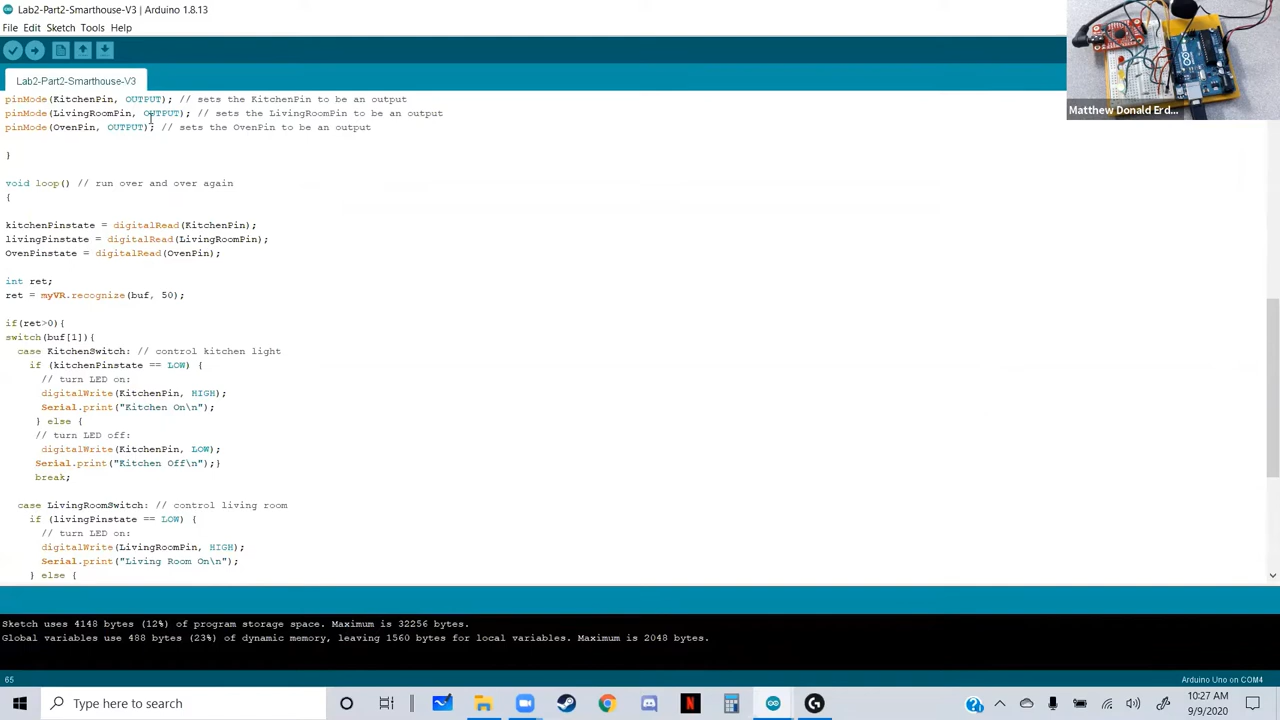 Lab2-Part2-Smarthouse-V3 | Arduino 1.8.13
File Edit Sketch Tools Help
Lab2-Part2-Smarthouse-V3
Matthew Donald Erd...
pinMode(KitchenPin, OUTPUT); // sets the KitchenPin to be an output
pinMode(LivingRoomPin, OUTPUT); // sets the LivingRoomPin to be an output
pinMode(OvenPin, OUTPUT); // sets the OvenPin to be an output
}
void loop() // run over and over again
{
kitchenPinstate = digitalRead(KitchenPin);
livingPinstate = digitalRead(LivingRoomPin);
OvenPinstate = digitalRead(OvenPin);
int ret;
ret = myVR.recognize(buf, 50);
if(ret>0){
switch(buf[1]){
case KitchenSwitch: // control kitchen light
if (kitchenPinstate == LOW) {
// turn LED on:
digitalWrite(KitchenPin, HIGH);
Serial.print("Kitchen On\n");
} else {
// turn LED off:
digitalWrite(KitchenPin, LOW);
Serial.print("Kitchen Off\n");}
break;
case LivingRoomSwitch: // control living room
if (livingPinstate == LOW) {
// turn LED on:
digitalWrite(LivingRoomPin, HIGH);
Serial.print("Living Room On\n");
} else {
Sketch uses 4148 bytes (12%) of program storage space. Maximum is 32256 bytes.
Global variables use 488 bytes (23%) of dynamic memory, leaving 1560 bytes for local variables. Maximum is 2048 bytes.
65
Arduino Uno on COM4
Type here to search
10:27 AM
9/9/2020